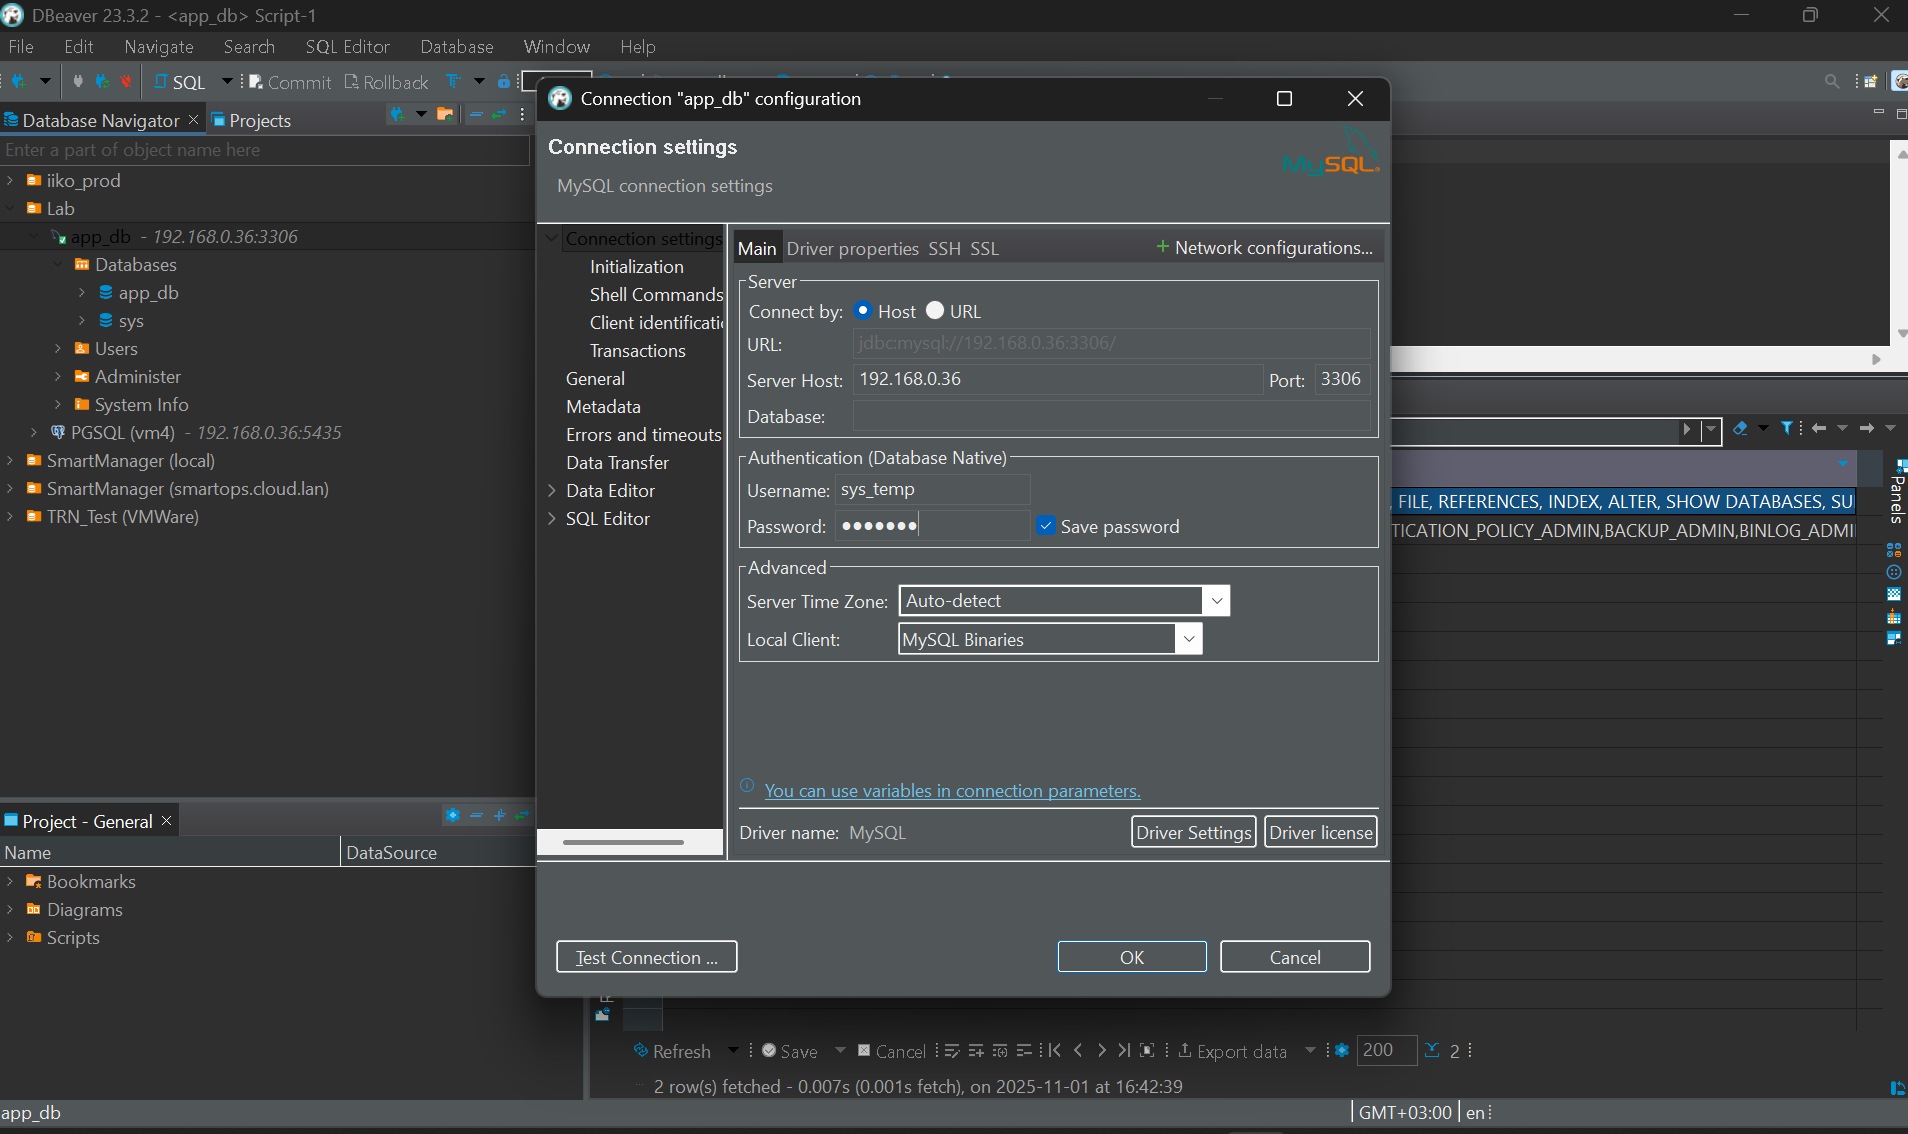 DBeaver 23.3.2 - <app_db> Script-1
File Edit Navigate Search SQL Editor Database Window Help
SQL Commit Rollback
Database Navigator Projects
Enter a part of object name here
iiko_prod
Lab
app_db - 192.168.0.36:3306
Databases
app_db
sys
Users
Administer
System Info
PGSQL (vm4) - 192.168.0.36:5435
SmartManager (local)
SmartManager (smartops.cloud.lan)
TRN_Test (VMWare)
Project - General
Name DataSource
Bookmarks
Diagrams
Scripts
app_db
Connection "app_db" configuration
Connection settings
MySQL connection settings
MySQL
Connection settings
Initialization
Shell Commands
Client identificatio
Transactions
General
Metadata
Errors and timeouts
Data Transfer
Data Editor
SQL Editor
Main Driver properties SSH SSL + Network configurations...
Server
Connect by: Host URL
URL: jdbc:mysql://192.168.0.36:3306/
Server Host: 192.168.0.36 Port: 3306
Database:
Authentication (Database Native)
Username: sys_temp
Password: ●●●●●●● Save password
Advanced
Server Time Zone: Auto-detect
Local Client: MySQL Binaries
You can use variables in connection parameters.
Driver name: MySQL Driver Settings Driver license
Test Connection ... OK Cancel
, FILE, REFERENCES, INDEX, ALTER, SHOW DATABASES, SU
TICATION_POLICY_ADMIN,BACKUP_ADMIN,BINLOG_ADMI
Panels
Refresh Save Cancel Export data 200 2
2 row(s) fetched - 0.007s (0.001s fetch), on 2025-11-01 at 16:42:39
GMT+03:00 en